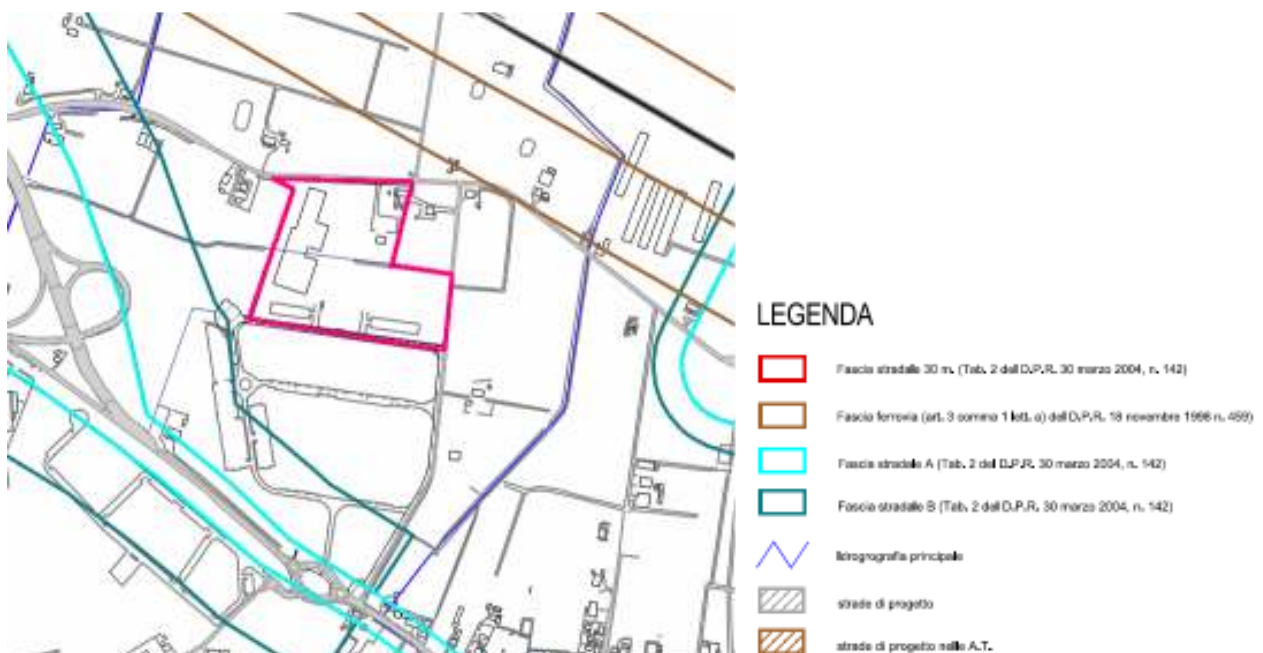 LEGENDA
Fascia stradale 30 m. (Tab. 2 del D.P.R. 30 marzo 2004, n. 142)
Fascia ferrovia (art. 3 comma 1 lett. a) del D.P.R. 18 novembre 1998 n. 459)
Fascia stradale A (Tab. 2 del D.P.R. 30 marzo 2004, n. 142)
Fascia stradale B (Tab. 2 del D.P.R. 30 marzo 2004, n. 142)
Idrogrografia principale
strade di progetto
strade di progetto nelle A.T.